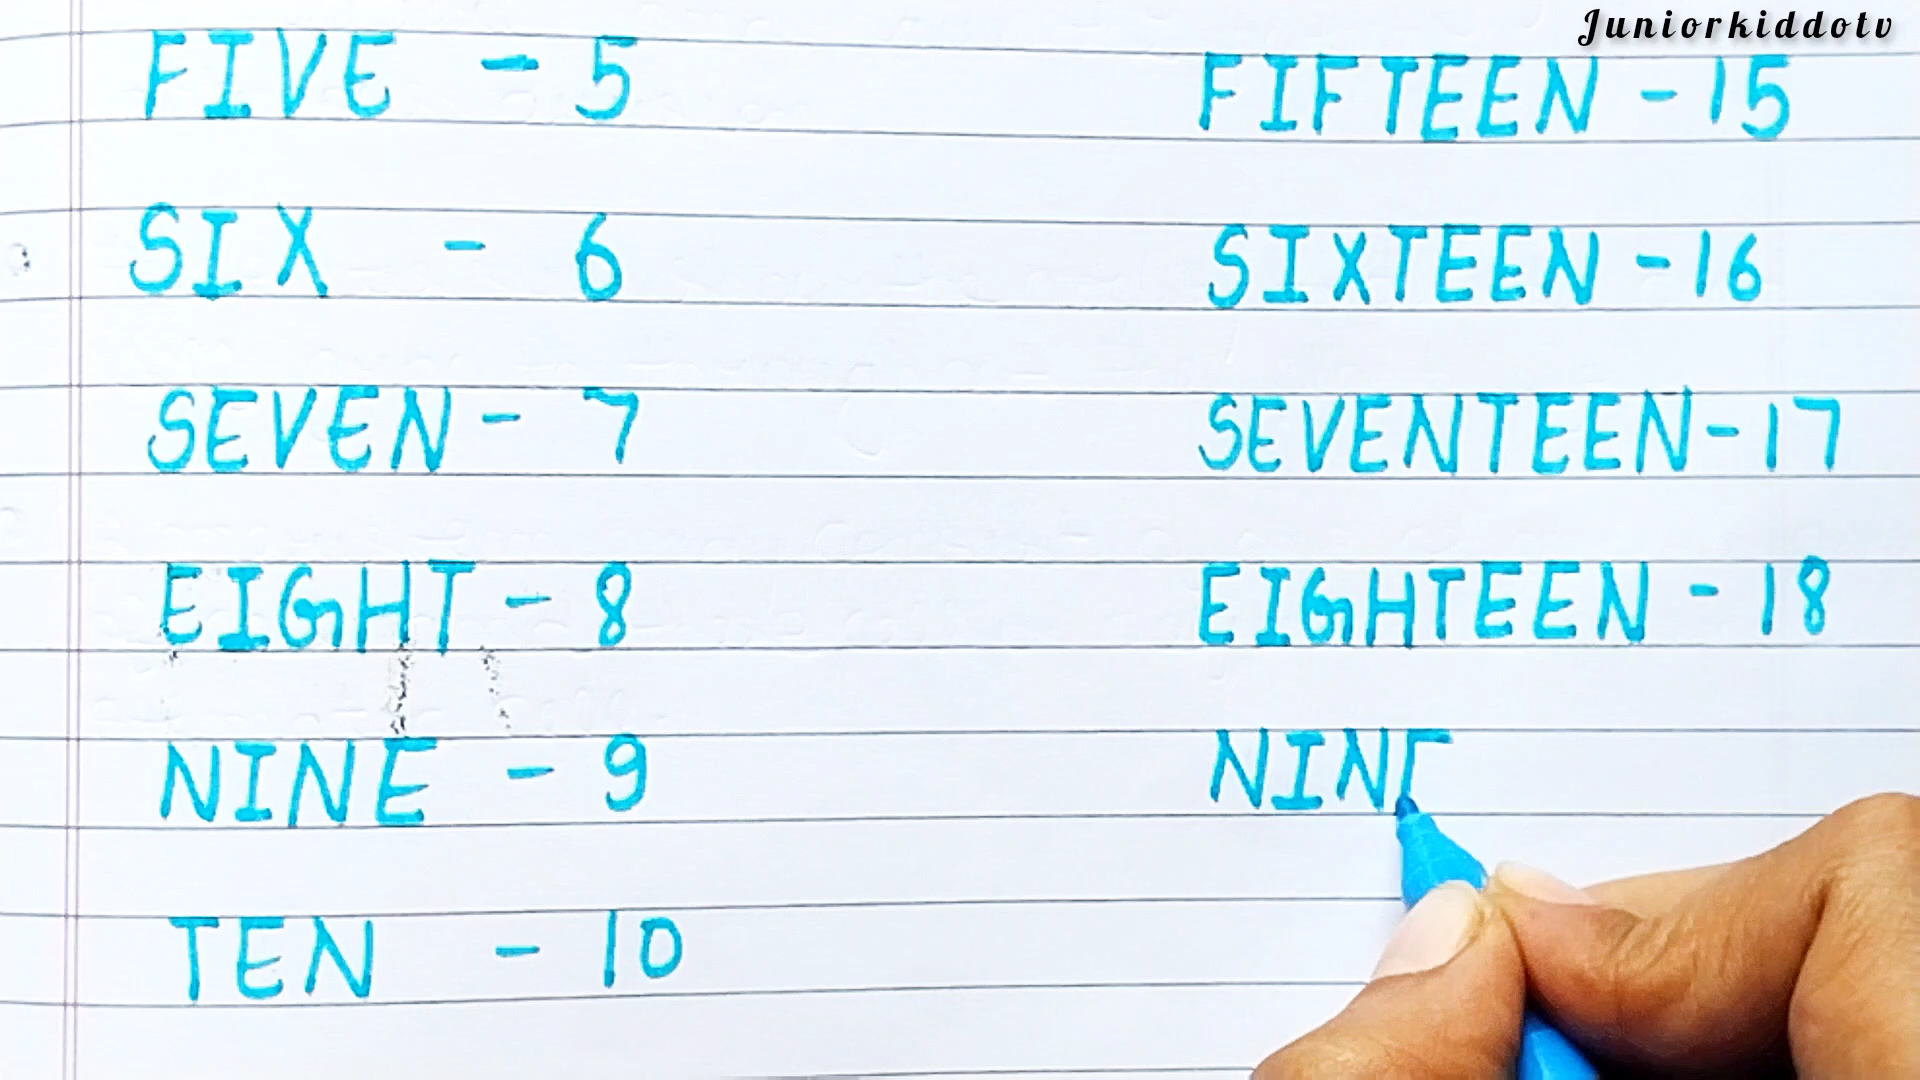 Juniorkiddotv
FIVE - 5
SIX - 6
SEVEN - 7
EIGHT - 8
NINE - 9
TEN - 10
FIFTEEN - 15
SIXTEEN - 16
SEVENTEEN - 17
EIGHTEEN - 18
NINE